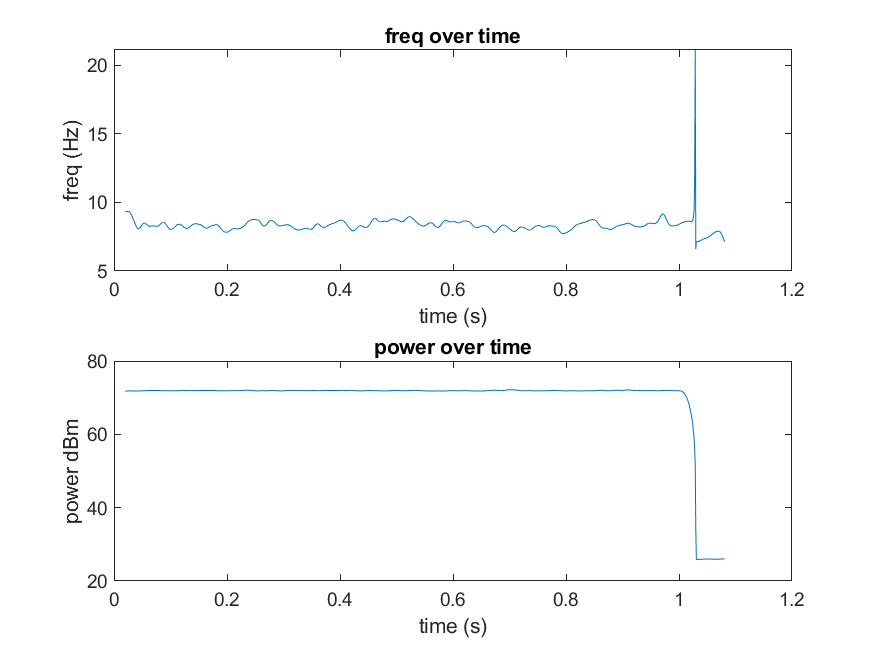 freq over time
20
15
10
5
freq (Hz)
0 0.2 0.4 0.6 0.8 1 1.2
time (s)
power over time
80
60
40
20
power dBm
0 0.2 0.4 0.6 0.8 1 1.2
time (s)